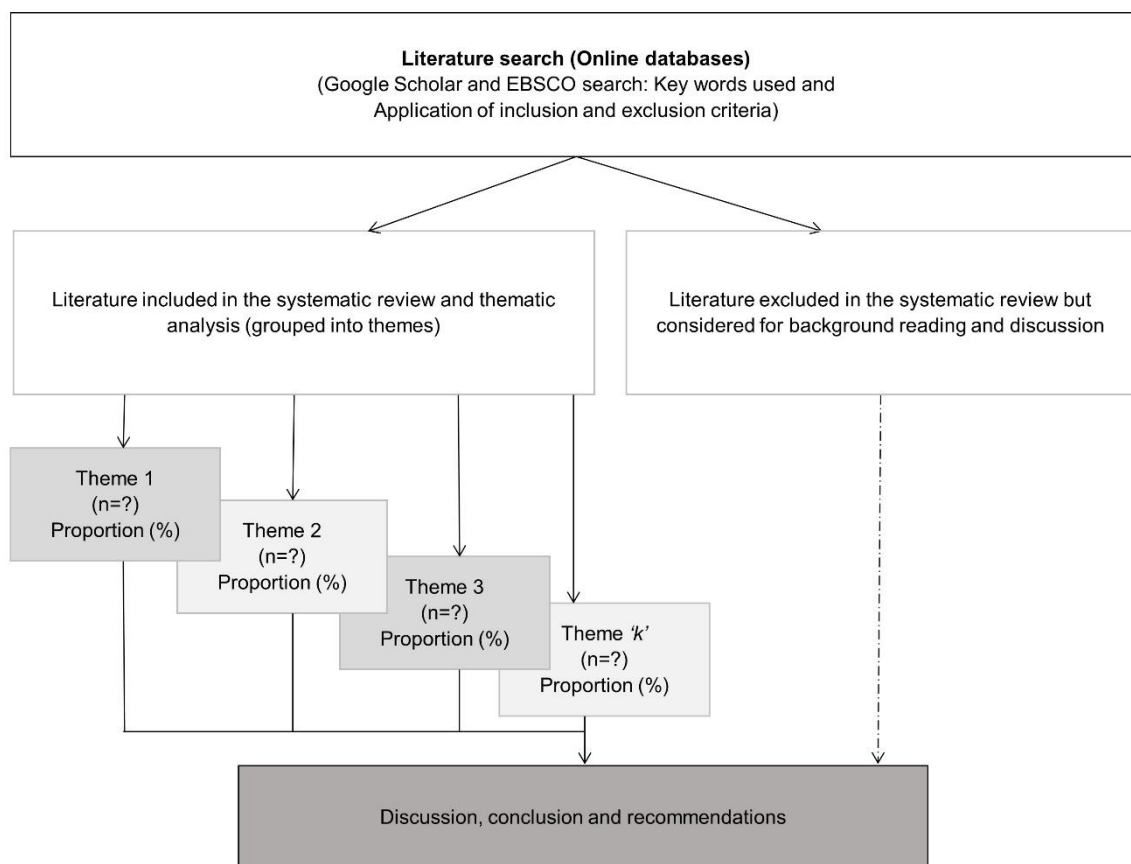 Literature search (Online databases)
(Google Scholar and EBSCO search: Key words used and
Application of inclusion and exclusion criteria)
Literature included in the systematic review and thematic
analysis (grouped into themes)
Literature excluded in the systematic review but
considered for background reading and discussion
Theme 1
(n=?)
Proportion (%)
Theme 2
(n=?)
Proportion (%)
Theme 3
(n=?)
Proportion (%)
Theme ‘k’
(n=?)
Proportion (%)
Discussion, conclusion and recommendations